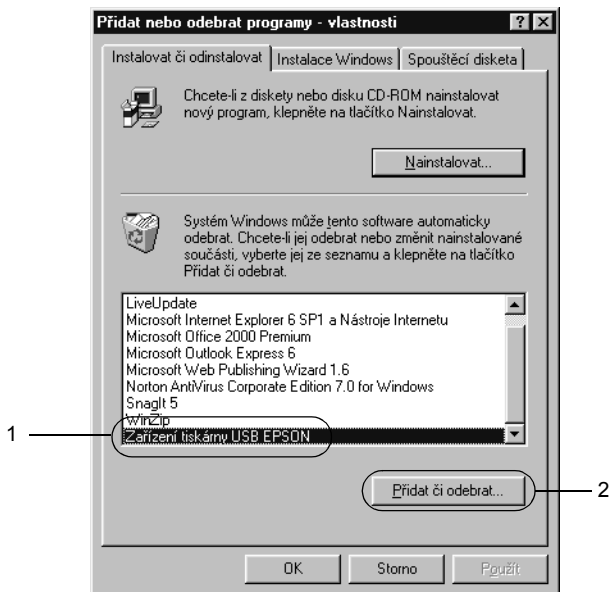 Přidat nebo odebrat programy - vlastnosti
Instalovat či odinstalovat
Instalace Windows
Spouštěcí disketa
Chcete-li z diskety nebo disku CD-ROM nainstalovat
nový program, klepněte na tlačítko Nainstalovat.
Nainstalovat...
Systém Windows může tento software automaticky
odebrat. Chcete-li jej odebrat nebo změnit nainstalované
součásti, vyberte jej ze seznamu a klepněte na tlačítko
Přidat či odebrat.
LiveUpdate
Microsoft Internet Explorer 6 SP1 a Nástroje Internetu
Microsoft Office 2000 Premium
Microsoft Outlook Express 6
Microsoft Web Publishing Wizard 1.6
Norton AntiVirus Corporate Edition 7.0 for Windows
SnagIt 5
WinZip
1
Zařízení tiskárny USB EPSON
Přidat či odebrat...
2
OK
Storno
Použít